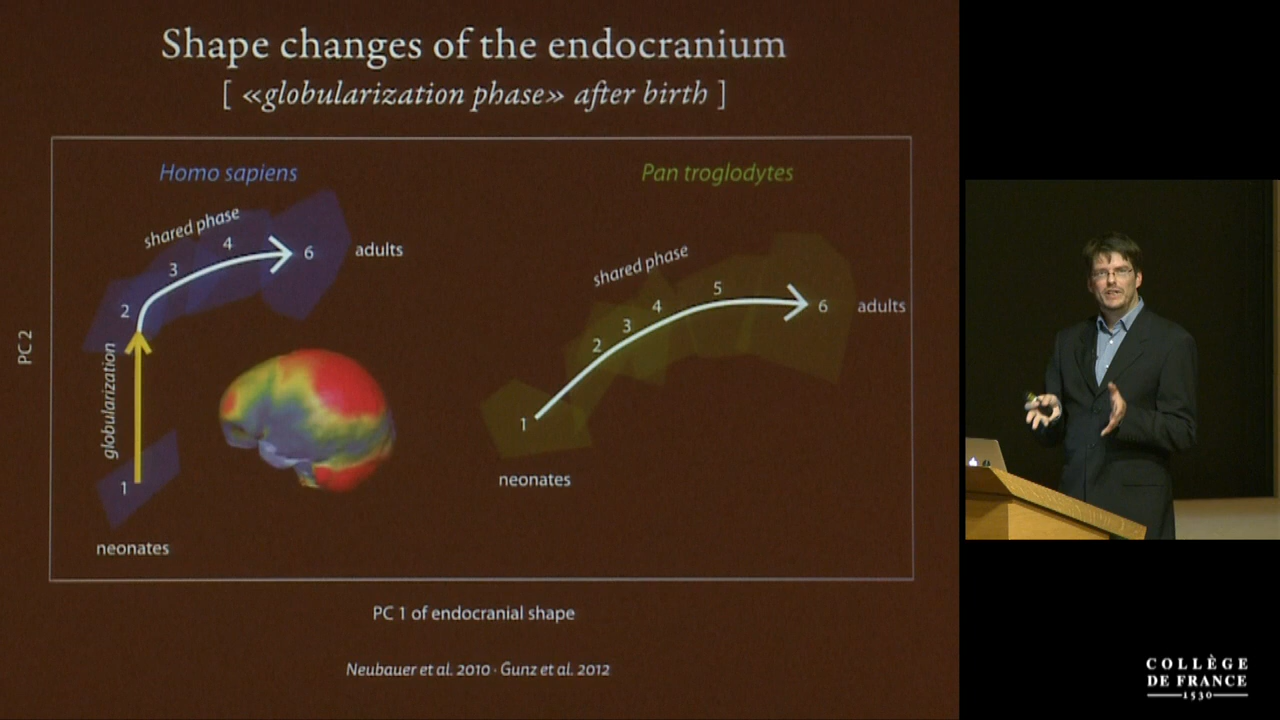 Shape changes of the endocranium
[ «globularization phase» after birth ]
Homo sapiens
Pan troglodytes
shared phase
4
3
2
6
adults
globularization
1
neonates
shared phase
5
4
3
2
6
adults
1
neonates
PC 2
PC 1 of endocranial shape
Neubauer et al. 2010 · Gunz et al. 2012
COLLÈGE
DE FRANCE
1530